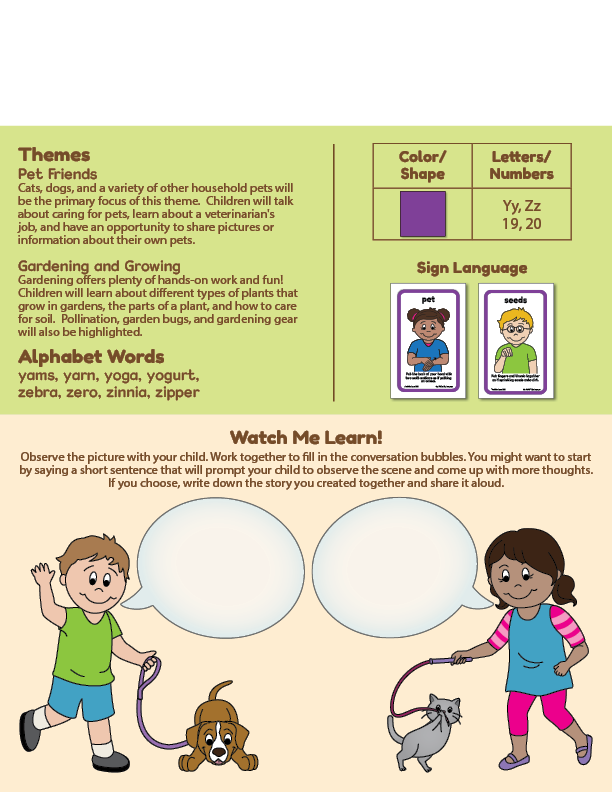 Themes
Pet Friends
Cats, dogs, and a variety of other household pets will
be the primary focus of this theme.  Children will talk
about caring for pets, learn about a veterinarian's
job, and have an opportunity to share pictures or
information about their own pets.
Gardening and Growing
Gardening offers plenty of hands-on work and fun!
Children will learn about different types of plants that
grow in gardens, the parts of a plant, and how to care
for soil.  Pollination, garden bugs, and gardening gear
will also be highlighted.
Alphabet Words
yams, yarn, yoga, yogurt,
zebra, zero, zinnia, zipper
Color/
Shape
Letters/
Numbers
Yy, Zz
19, 20
Sign Language
pet
seeds
Watch Me Learn!
Observe the picture with your child. Work together to fill in the conversation bubbles. You might want to start
by saying a short sentence that will prompt your child to observe the scene and come up with more thoughts.
If you choose, write down the story you created together and share it aloud.